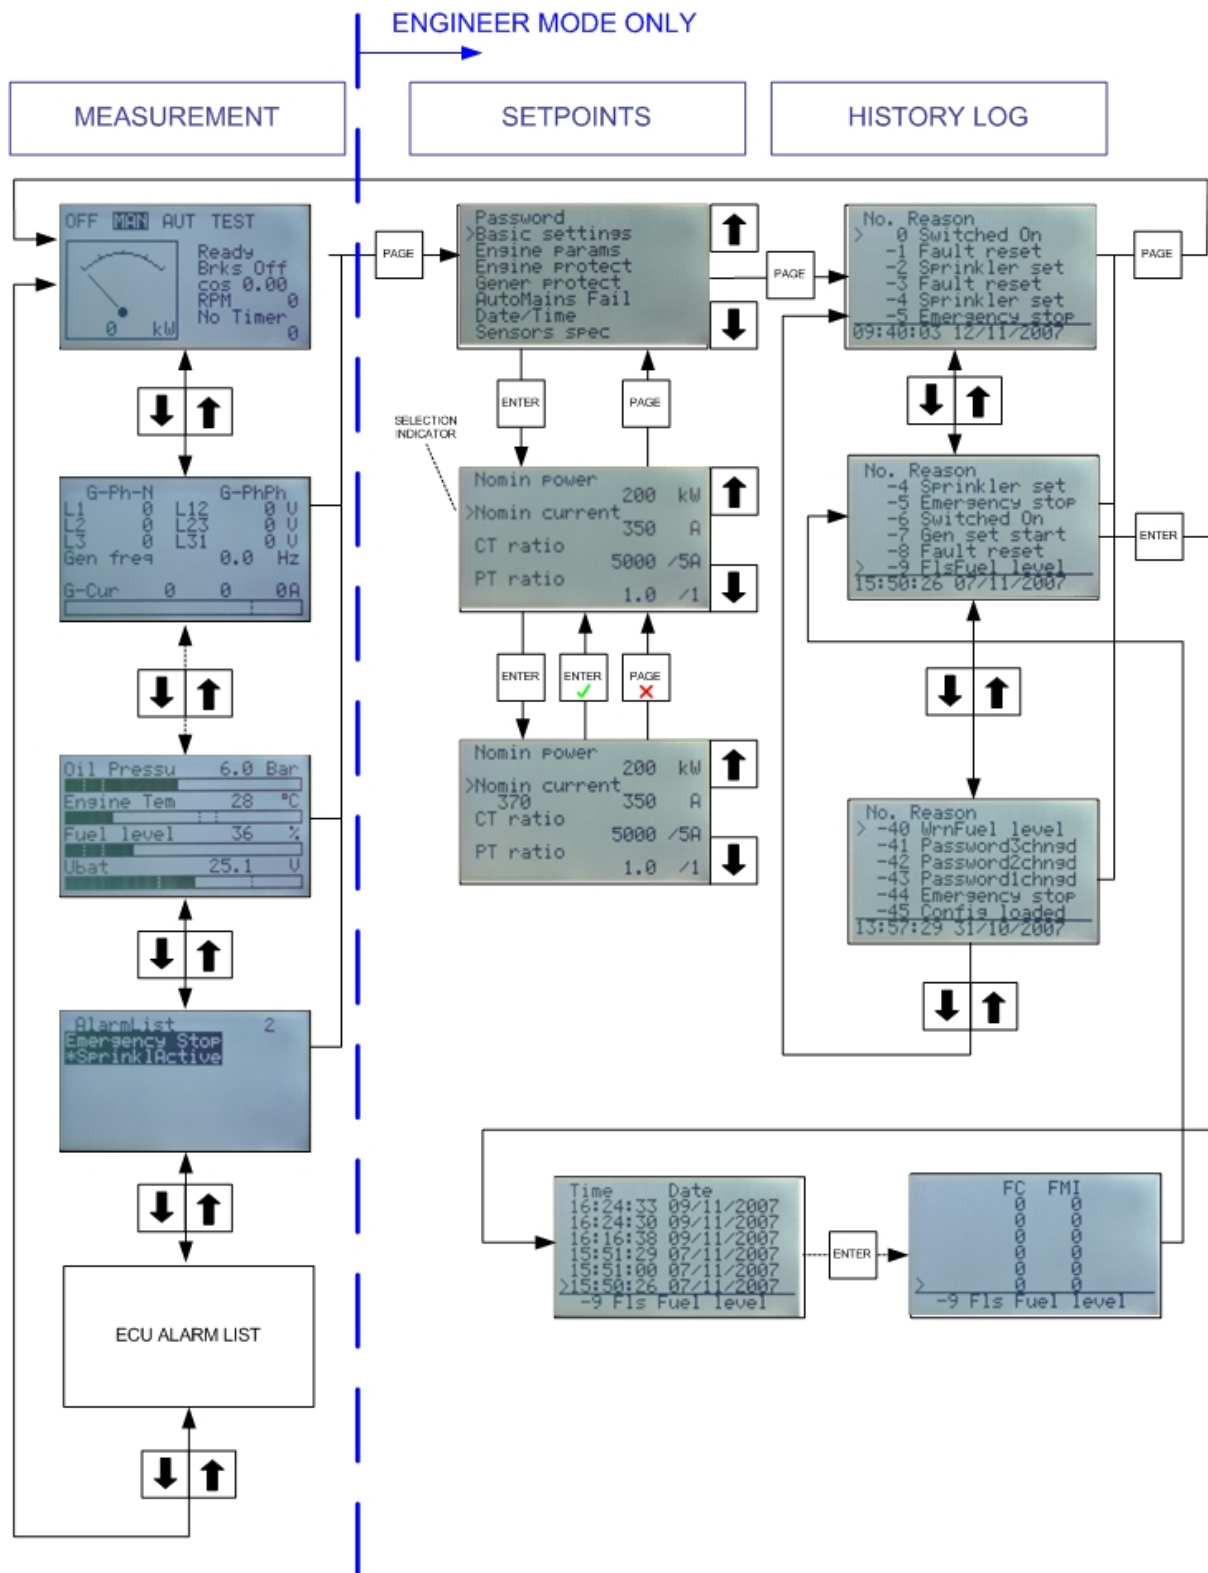 ENGINEER MODE ONLY
MEASUREMENT
SETPOINTS
HISTORY LOG
OFF MAN AUT TEST
Ready
Brks Off
cos 0.00
RPM 0
No Timer
0
0 kW
PAGE
Password
>Basic settings
Engine params
Engine protect
Gener protect
AutoMains Fail
Date/Time
Sensors spec
PAGE
No. Reason
> 0 Switched On
-1 Fault reset
-2 Sprinkler set
-3 Fault reset
-4 Sprinkler set
-5 Emergency stop
09:40:03 12/11/2007
PAGE
ENTER
PAGE
SELECTION
INDICATOR
G-Ph-N G-PhPh
L1 0 L12 0 V
L2 0 L23 0 V
L3 0 L31 0 V
Gen freq 0.0 Hz
G-Cur 0 0 0A
Nomin power
200 kW
>Nomin current
350 A
CT ratio
5000 /5A
PT ratio
1.0 /1
No. Reason
-4 Sprinkler set
-5 Emergency stop
-6 Switched On
-7 Gen set start
-8 Fault reset
> -9 FlsFuel level
15:50:26 07/11/2007
ENTER
ENTER
ENTER
PAGE
Oil Pressu 6.0 Bar
Engine Tem 28 °C
Fuel level 36 %
Ubat 25.1 V
Nomin power
200 kW
>Nomin current
370 350 A
CT ratio
5000 /5A
PT ratio
1.0 /1
No. Reason
> -40 WrnFuel level
-41 Password3chngd
-42 Password2chngd
-43 Password1chngd
-44 Emergency stop
-45 Config loaded
13:57:29 31/10/2007
AlarmList 2
Emergency Stop
*SprinklActive
ECU ALARM LIST
Time Date
16:24:33 09/11/2007
16:24:30 09/11/2007
16:16:38 09/11/2007
15:51:29 07/11/2007
15:51:00 07/11/2007
>15:50:26 07/11/2007
-9 Fls Fuel level
ENTER
FC FMI
0 0
0 0
0 0
0 0
0 0
> 0 0
-9 Fls Fuel level